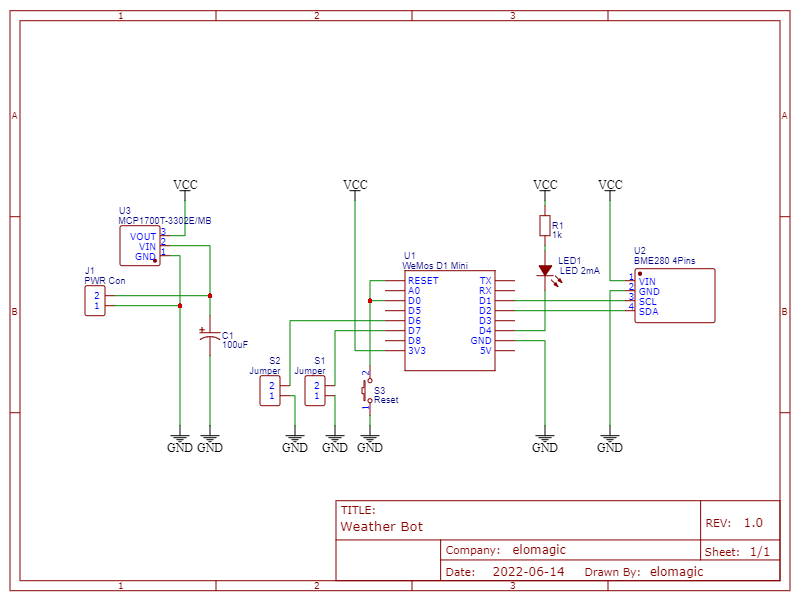 1 2 3
A A
B B
VCC VCC VCC VCC
U3
MCP1700T-3302E/MB
VOUT 3
VIN 2
GND 1
J1
PWR Con
2
1
C1
100uF
GND GND
U1
WeMos D1 Mini
RESET TX
A0 RX
D0 D1
D5 D2
D6 D3
D7 D4
D8 GND
3V3 5V
S2
Jumper
2
1
S1
Jumper
2
1
2
S3
Reset
1
GND GND GND
R1
1k
LED1
LED 2mA
GND
U2
BME280 4Pins
1 VIN
2 GND
3 SCL
4 SDA
GND
TITLE:
Weather Bot
REV: 1.0
Company: elomagic
Sheet: 1/1
Date: 2022-06-14 Drawn By: elomagic
1 2 3